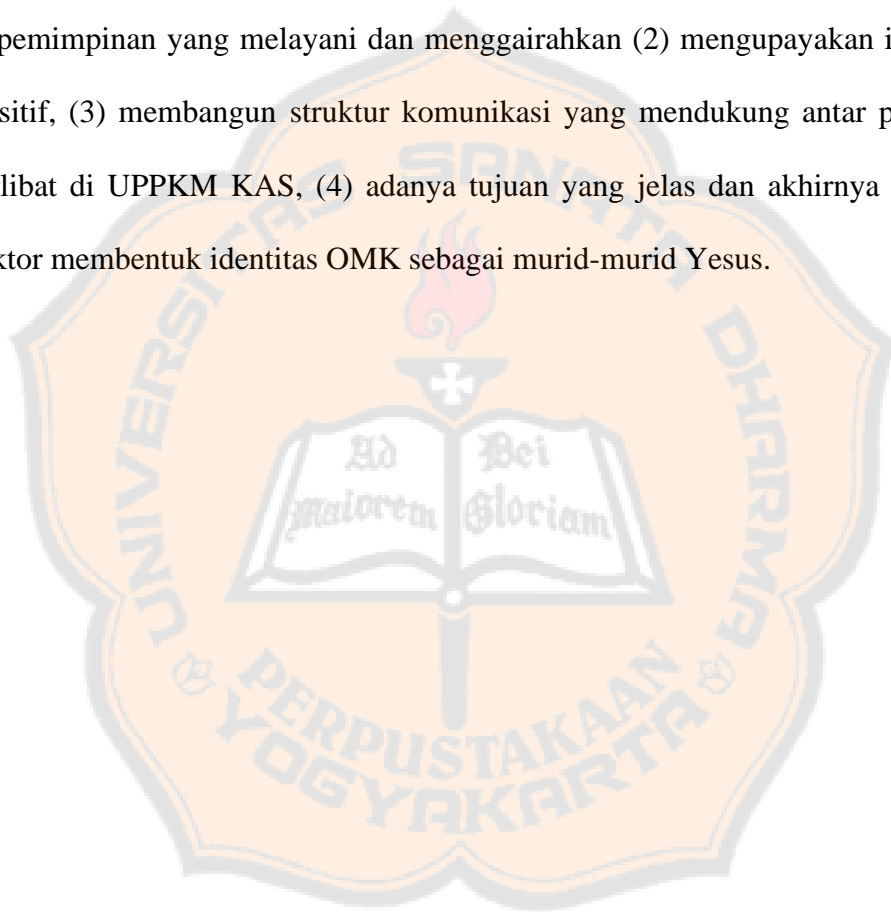 pemimpinan yang melayani dan menggairahkan (2) mengupayakan i
sitif, (3) membangun struktur komunikasi yang mendukung antar p
libat di UPPKM KAS, (4) adanya tujuan yang jelas dan akhirnya
ktor membentuk identitas OMK sebagai murid-murid Yesus.
UNIVERSITAS SANATA DHARMA
Ad
Maiorem
Dei
Gloriam
PERPUSTAKAAN
YOGYAKARTA